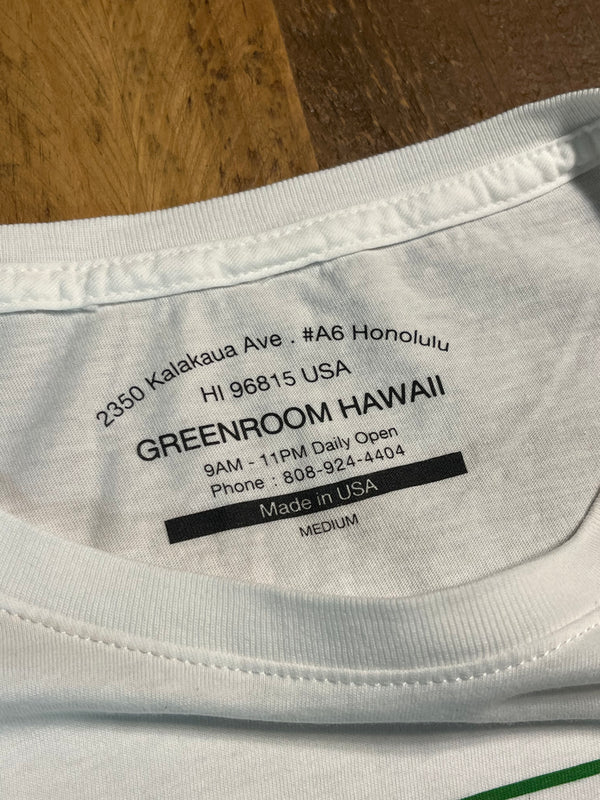 2350 Kalakaua Ave . #A6 Honolulu
HI 96815 USA
GREENROOM HAWAII
9AM - 11PM Daily Open
Phone : 808-924-4404
Made in USA
MEDIUM